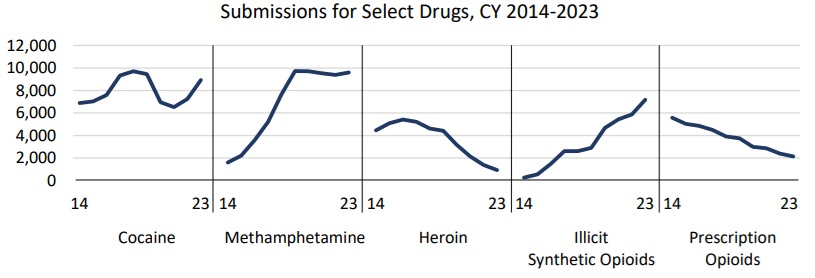 Submissions for Select Drugs, CY 2014-2023
12,000
10,000
8,000
6,000
4,000
2,000
0
14 23 14 23 14 23 14 23 14 23
Cocaine Methamphetamine Heroin Illicit Prescription
Synthetic Opioids Opioids